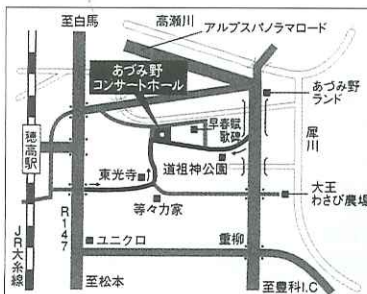 至白馬
高瀬川
アルプスパノラマロード
あづみ野
コンサートホール
あづみ野
ランド
早春賦
歌碑
犀川
穂高駅
道祖神公園
東光寺
大王
わさび農場
等々力家
R147
ユニクロ
重柳
JR大糸線
至松本
至豊科I.C